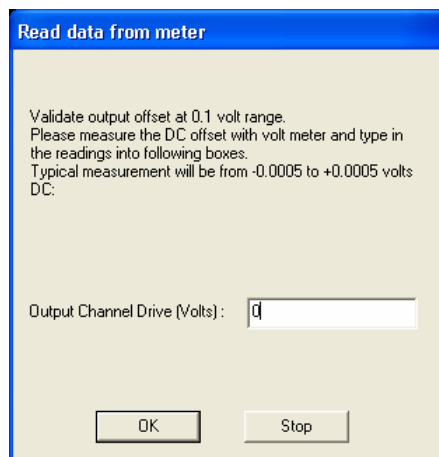 Read data from meter
Validate output offset at 0.1 volt range.
Please measure the DC offset with volt meter and type in
the readings into following boxes.
Typical measurement will be from -0.0005 to +0.0005 volts
DC:
Output Channel Drive (Volts) : 0
OK Stop